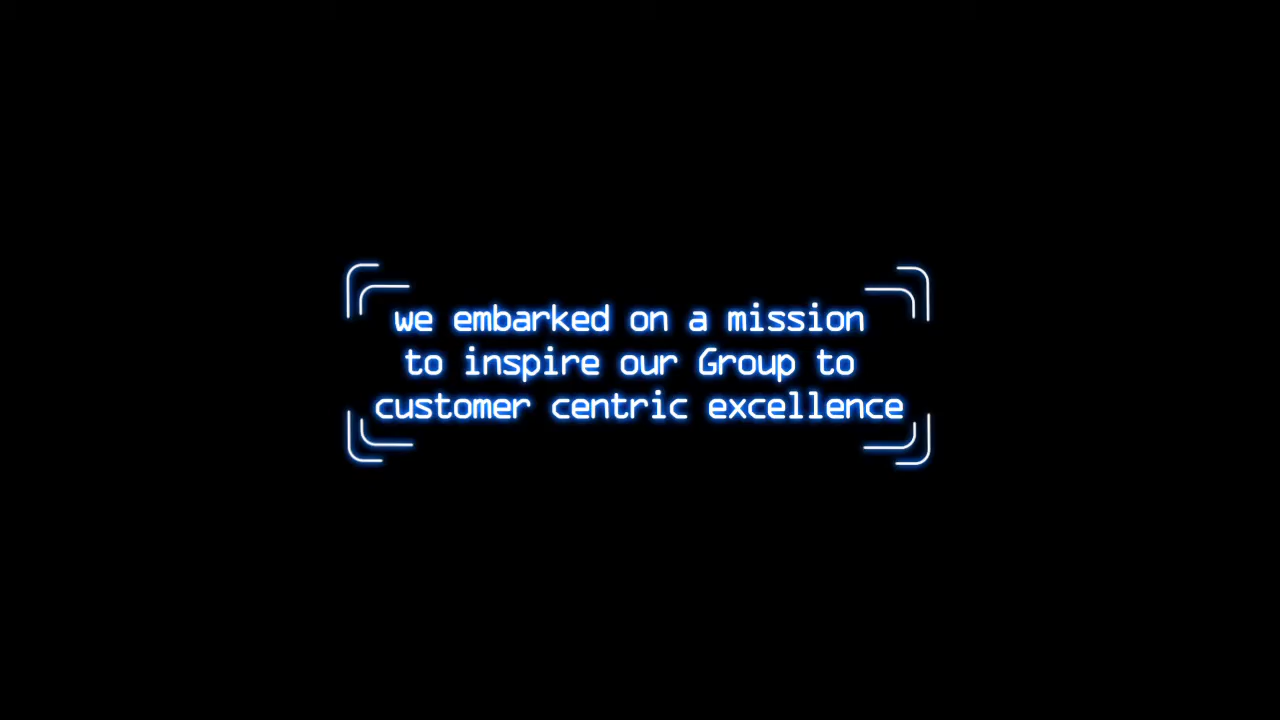 we embarked on a mission
to inspire our Group to
customer centric excellence